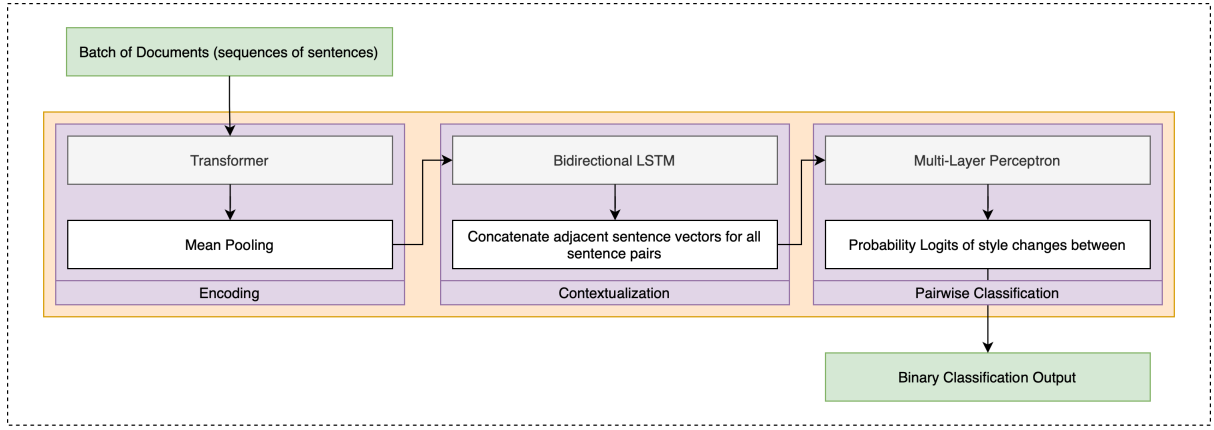 Batch of Documents (sequences of sentences)
Transformer
Mean Pooling
Encoding
Bidirectional LSTM
Concatenate adjacent sentence vectors for all
sentence pairs
Contextualization
Multi-Layer Perceptron
Probability Logits of style changes between
Pairwise Classification
Binary Classification Output